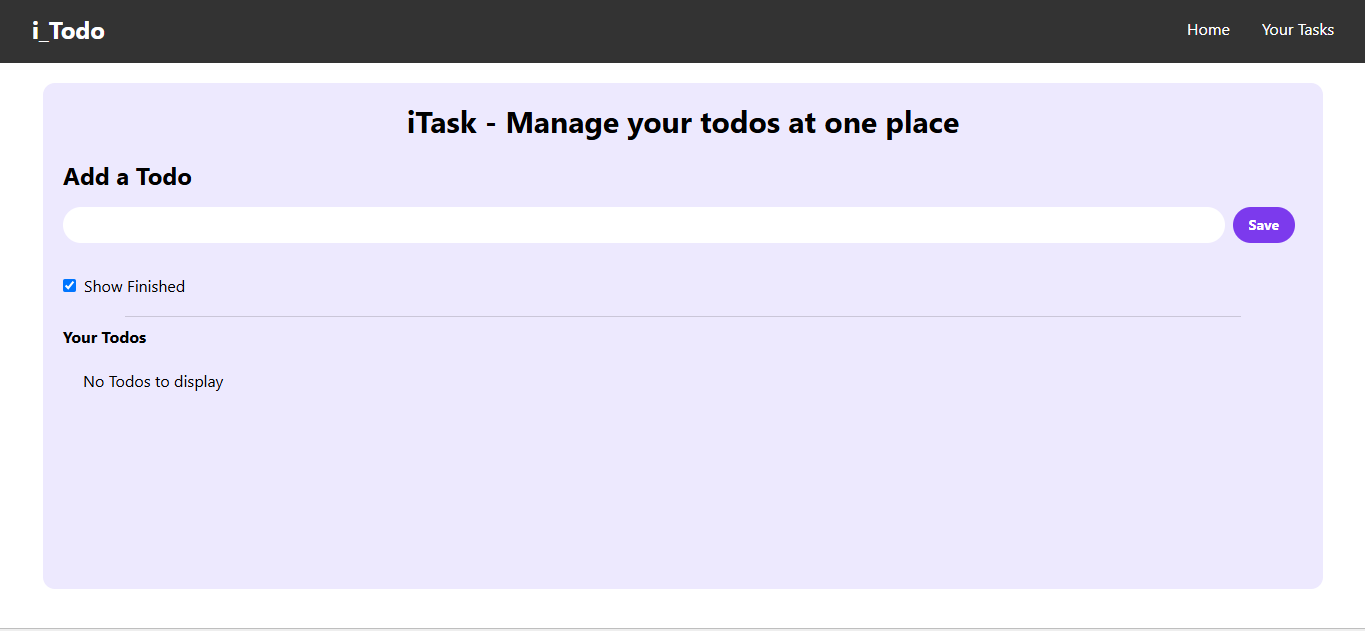 i_Todo
Home
Your Tasks
iTask - Manage your todos at one place
Add a Todo
Save
Show Finished
Your Todos
No Todos to display